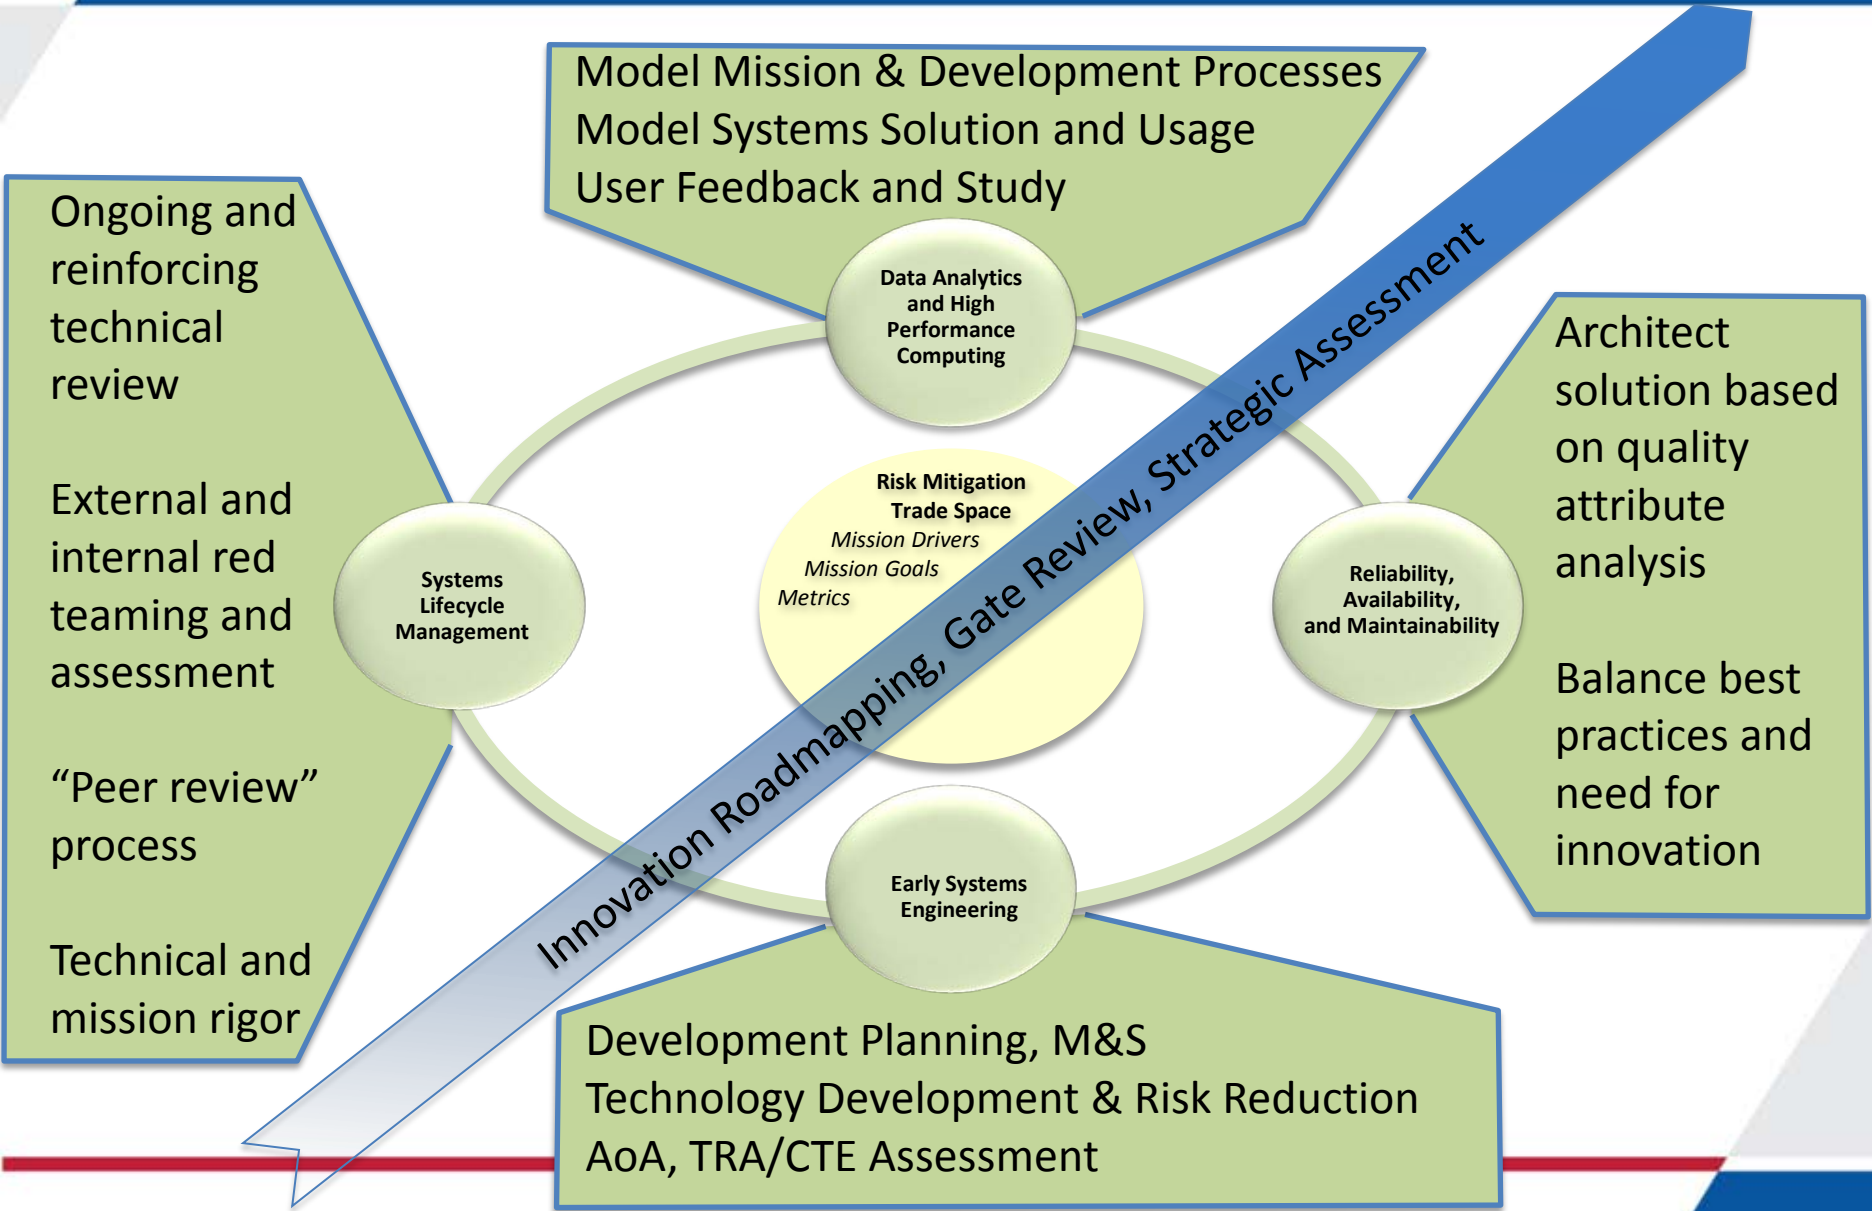 Model Mission & Development Processes
Model Systems Solution and Usage
User Feedback and Study
Ongoing and
reinforcing
technical
review
External and
internal red
teaming and
assessment
“Peer review”
process
Technical and
mission rigor
Data Analytics
and High
Performance
Computing
Systems
Lifecycle
Management
Risk Mitigation
Trade Space
Mission Drivers
Mission Goals
Metrics
Innovation Roadmapping, Gate Review, Strategic Assessment
Reliability,
Availability,
and Maintainability
Architect
solution based
on quality
attribute
analysis
Balance best
practices and
need for
innovation
Early Systems
Engineering
Development Planning, M&S
Technology Development & Risk Reduction
AoA, TRA/CTE Assessment